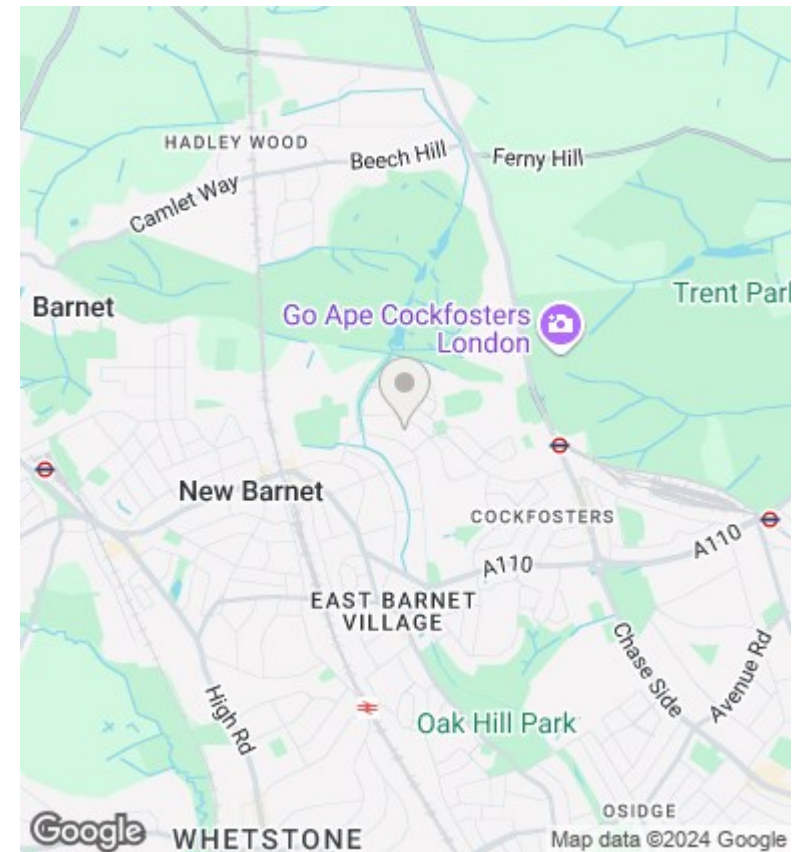 HADLEY WOOD
Beech Hill
Ferny Hill
Camlet Way
Barnet
Trent Park
Go Ape Cockfosters
London
New Barnet
COCKFOSTERS
A110
A110
EAST BARNET
VILLAGE
Chase Side
Avenue Rd
High Rd
Oak Hill Park
OSIDGE
Google
WHETSTONE
Map data ©2024 Google